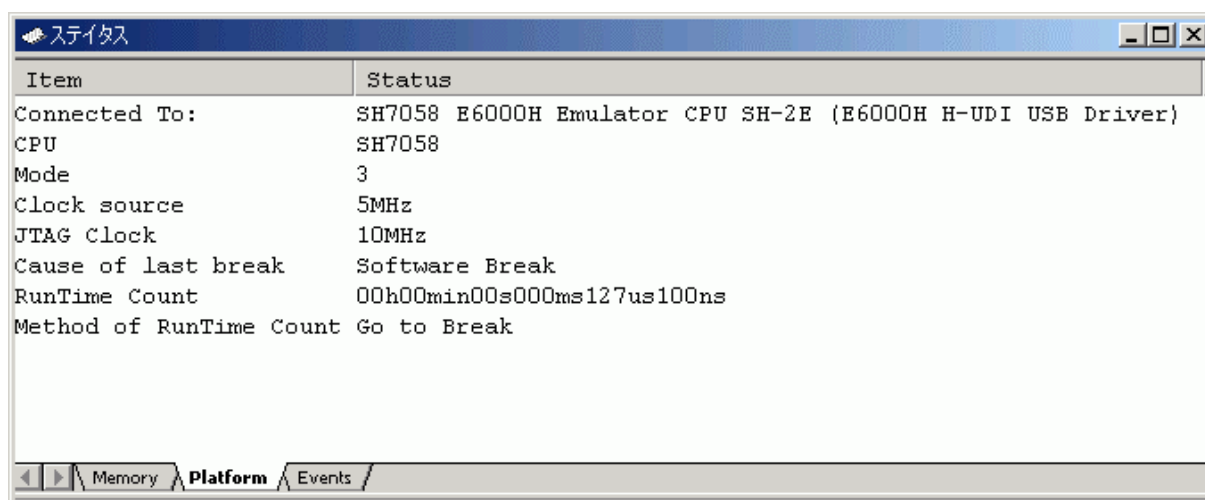 ステイタス
Item Status
Connected To: SH7058 E6000H Emulator CPU SH-2E (E6000H H-UDI USB Driver)
CPU SH7058
Mode 3
Clock source 5MHz
JTAG Clock 10MHz
Cause of last break Software Break
RunTime Count 00h00min00s000ms127us100ns
Method of RunTime Count Go to Break
Memory Platform Events